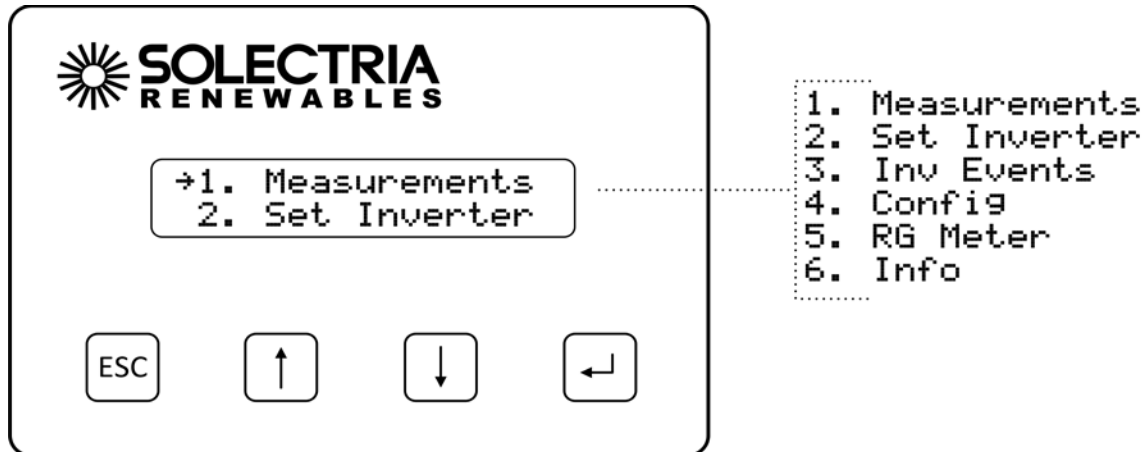 SOLECTRIA
RENEWABLES
→1. Measurements
2. Set Inverter
ESC
↑
↓
↵
1. Measurements
2. Set Inverter
3. Inv Events
4. Config
5. RG Meter
6. Info